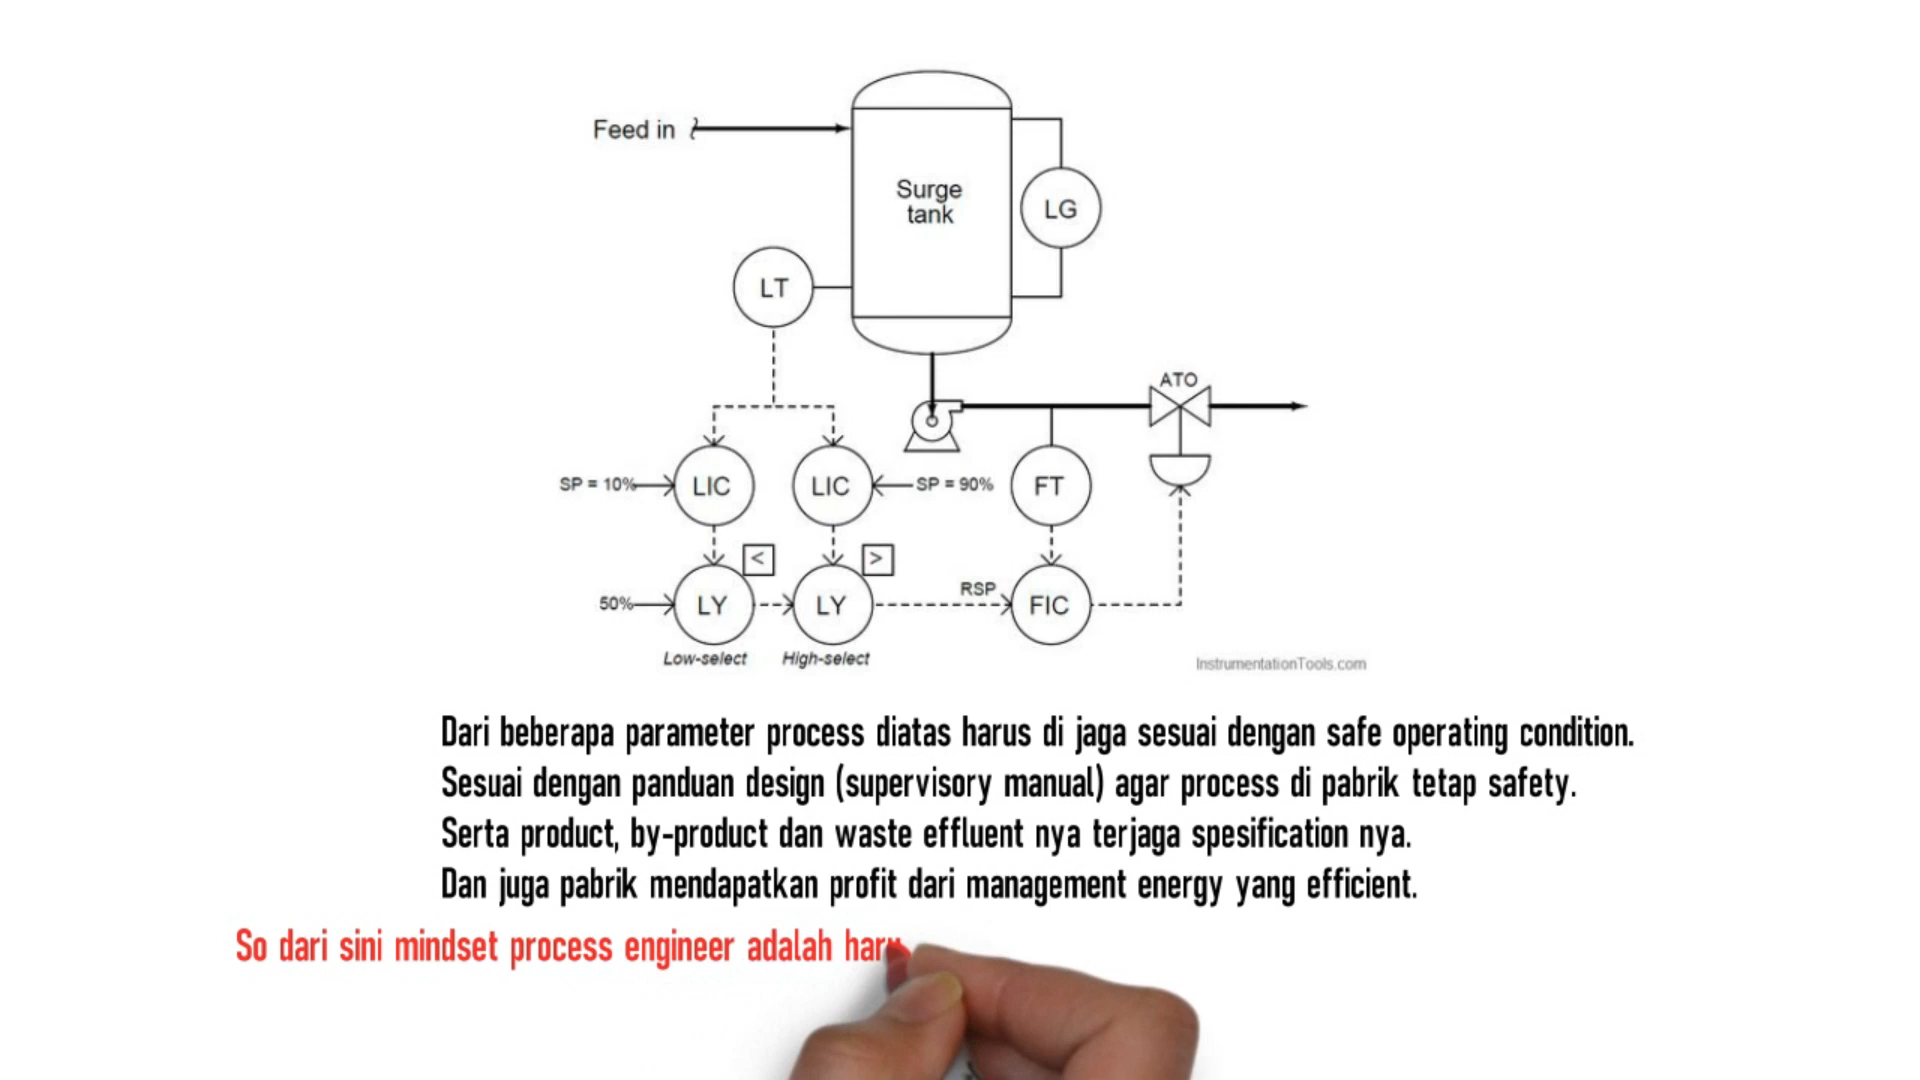 Feed in
Surge
tank
LG
LT
ATO
SP = 10%
LIC
LIC
SP = 90%
FT
<
>
50%
LY
LY
RSP
FIC
Low-select
High-select
InstrumentationTools.com
Dari beberapa parameter process diatas harus di jaga sesuai dengan safe operating condition.
Sesuai dengan panduan design (supervisory manual) agar process di pabrik tetap safety.
Serta product, by-product dan waste effluent nya terjaga spesification nya.
Dan juga pabrik mendapatkan profit dari management energy yang efficient.
So dari sini mindset process engineer adalah